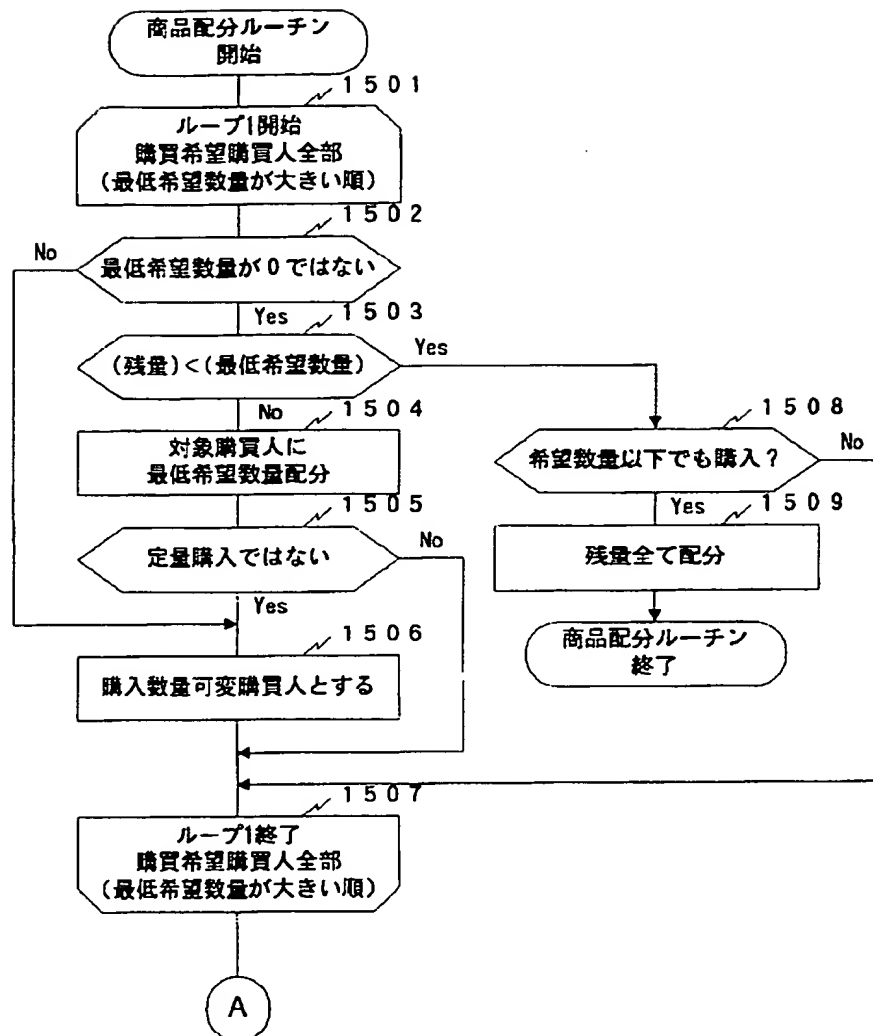 商品配分ルーチン
開始
1501
ループ1開始
購買希望購買人全部
(最低希望数量が大きい順)
1502
No
最低希望数量が0ではない
Yes
1503
(残量)<(最低希望数量)
Yes
No
1504
対象購買人に
最低希望数量配分
1508
希望数量以下でも購入?
No
Yes
1509
残量全て配分
商品配分ルーチン
終了
1505
定量購入ではない
No
Yes
1506
購入数量可変購買人とする
1507
ループ1終了
購買希望購買人全部
(最低希望数量が大きい順)
A